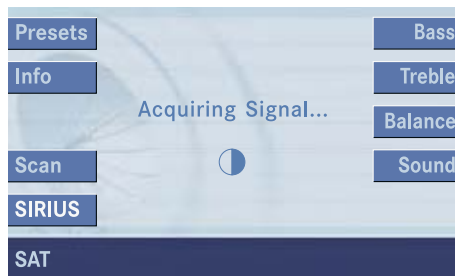 Presets
Bass
Info
Treble
Acquiring Signal...
Balance
Scan
Sound
SIRIUS
SAT